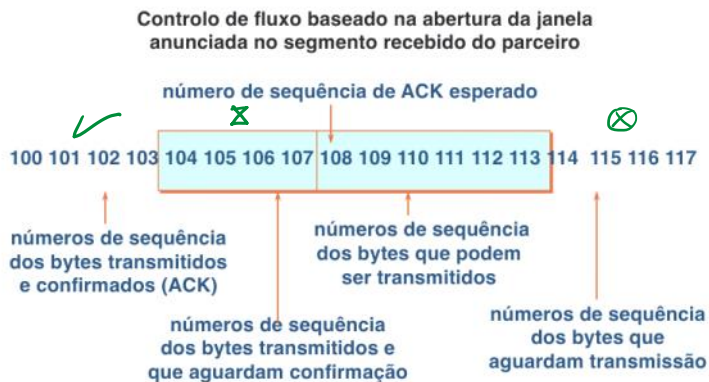 Controlo de fluxo baseado na abertura da janela
anunciada no segmento recebido do parceiro
número de sequência de ACK esperado
100 101 102 103 104 105 106 107 108 109 110 111 112 113 114 115 116 117
números de sequência
dos bytes transmitidos
e confirmados (ACK)
números de sequência
dos bytes que podem
ser transmitidos
números de sequência
dos bytes transmitidos e
que aguardam confirmação
números de sequência
dos bytes que
aguardam transmissão